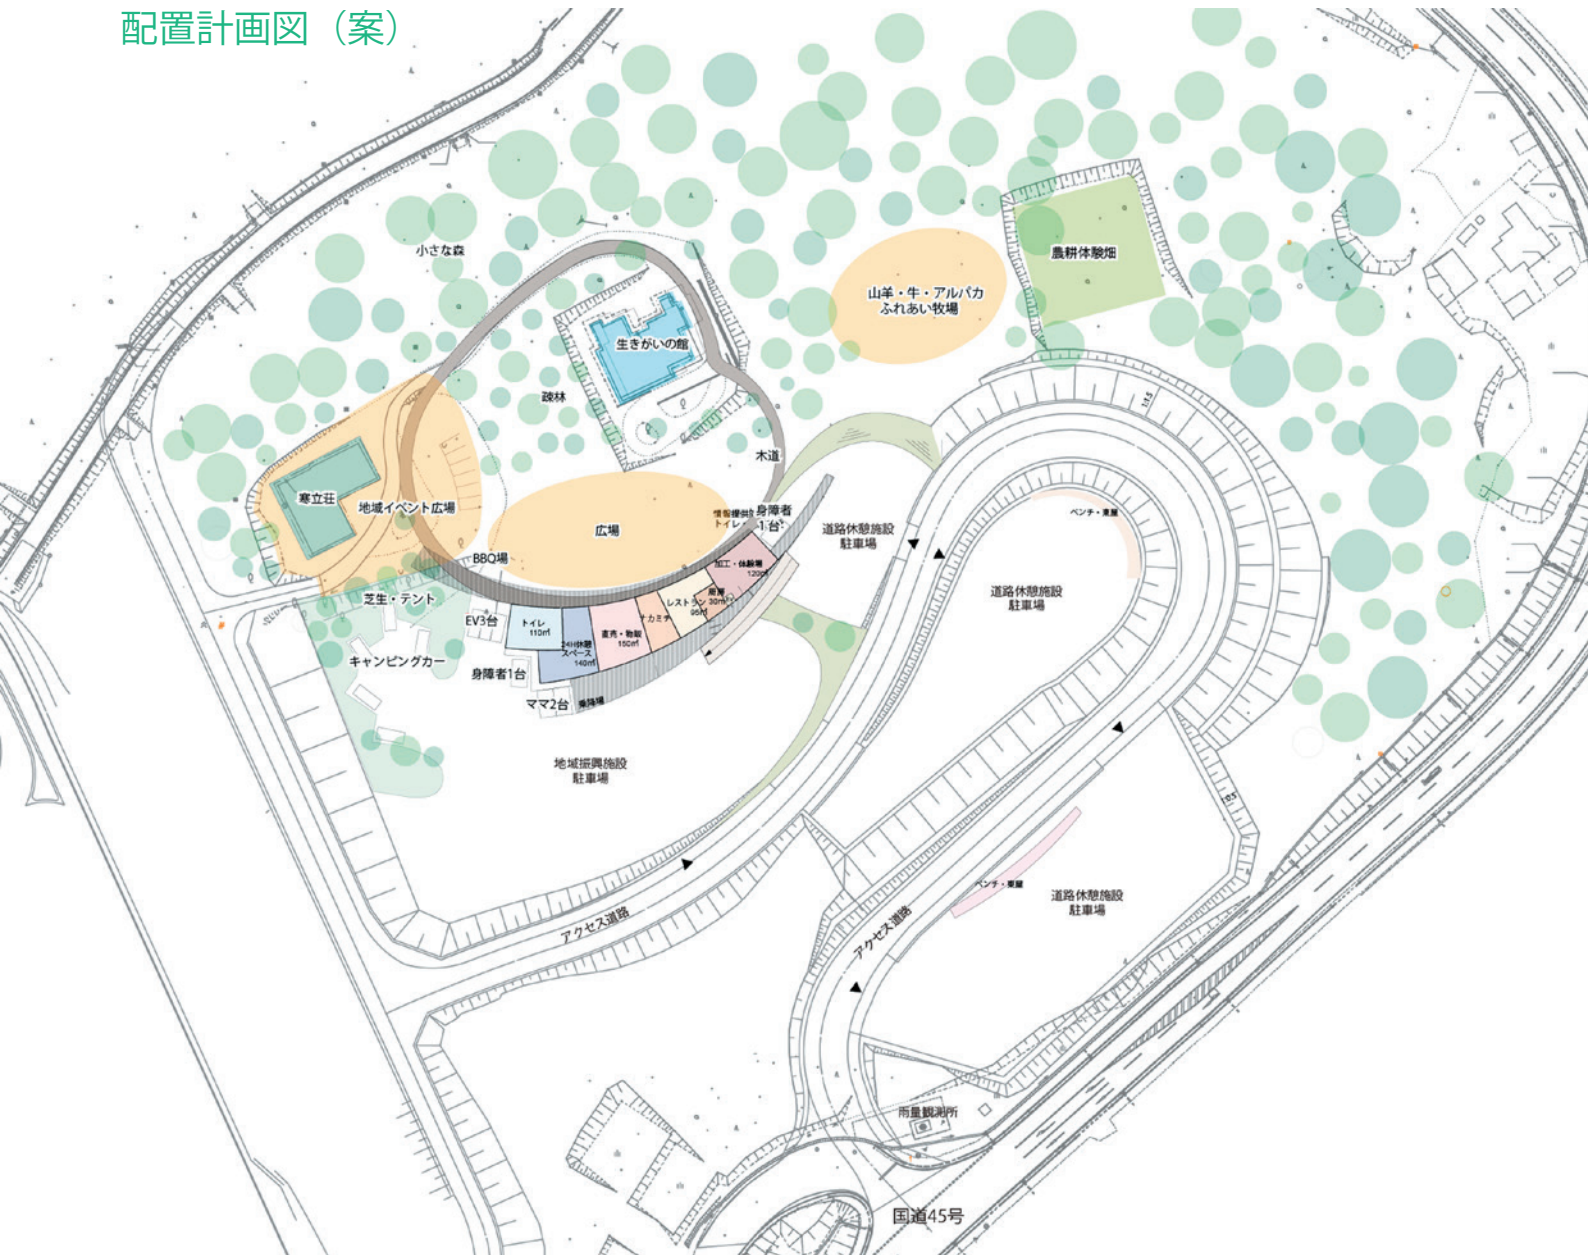 配置計画図（案）
小さな森
農耕体験畑
山羊・牛・アルパカ
ふれあい牧場
生きがいの館
疎林
1:1.5
木道
寒立荘
地域イベント広場
広場
情報提供
トイレ
身障者
1台
道路休憩施設
駐車場
ベンチ・東屋
BBQ場
加工・体験場
120㎡
芝生・テント
道路休憩施設
駐車場
厨房
30㎡
レストラン
95㎡
EV3台
トイレ
110㎡
直売・物販
150㎡
ナカミチ
24H休憩
スペース
140㎡
キャンピングカー
身障者1台
ママ2台
乗降場
地域振興施設
駐車場
1:0.5
ベンチ・東屋
道路休憩施設
駐車場
アクセス道路
アクセス道路
雨量観測所
国道45号